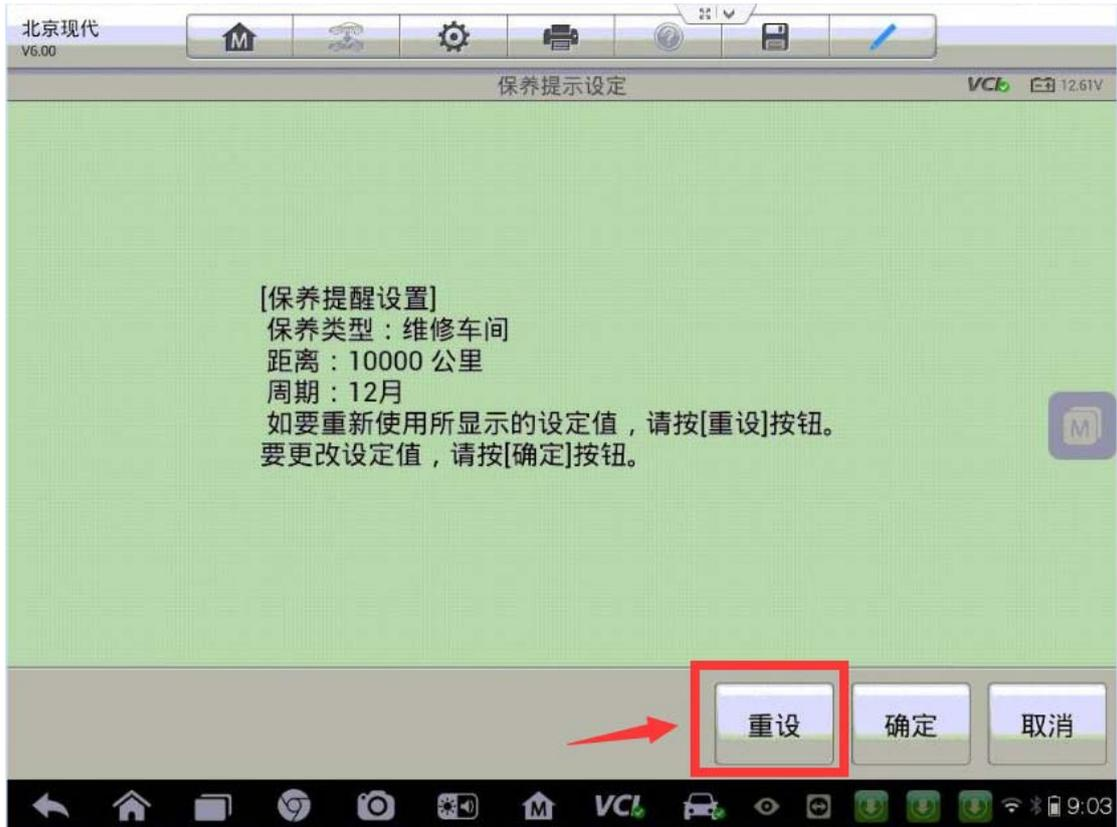 北京现代
V6.00
M
保养提示设定
VCI
12.61V
[保养提醒设置]
保养类型：维修车间
距离：10000 公里
周期：12月
如要重新使用所显示的设定值，请按[重设]按钮。
要更改设定值，请按[确定]按钮。
M
重设
确定
取消
M
VCI
9:03